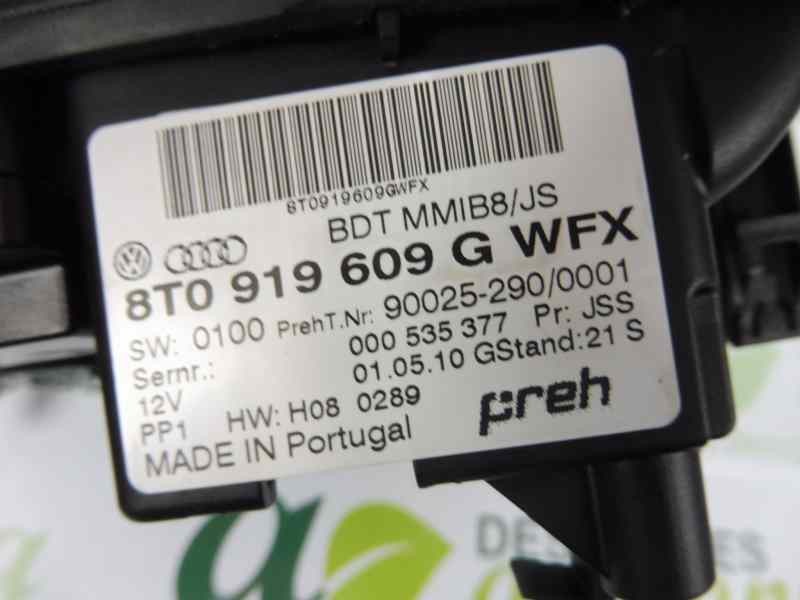 8T0919609GWFX
BDT MMIB8/JS
8T0 919 609 G WFX
SW: 0100 PrehT.Nr: 90025-290/0001
Sernr.: 000 535 377 Pr: JSS
12V 01.05.10 GStand:21 S
PP1 HW: H08 0289
MADE IN Portugal
preh